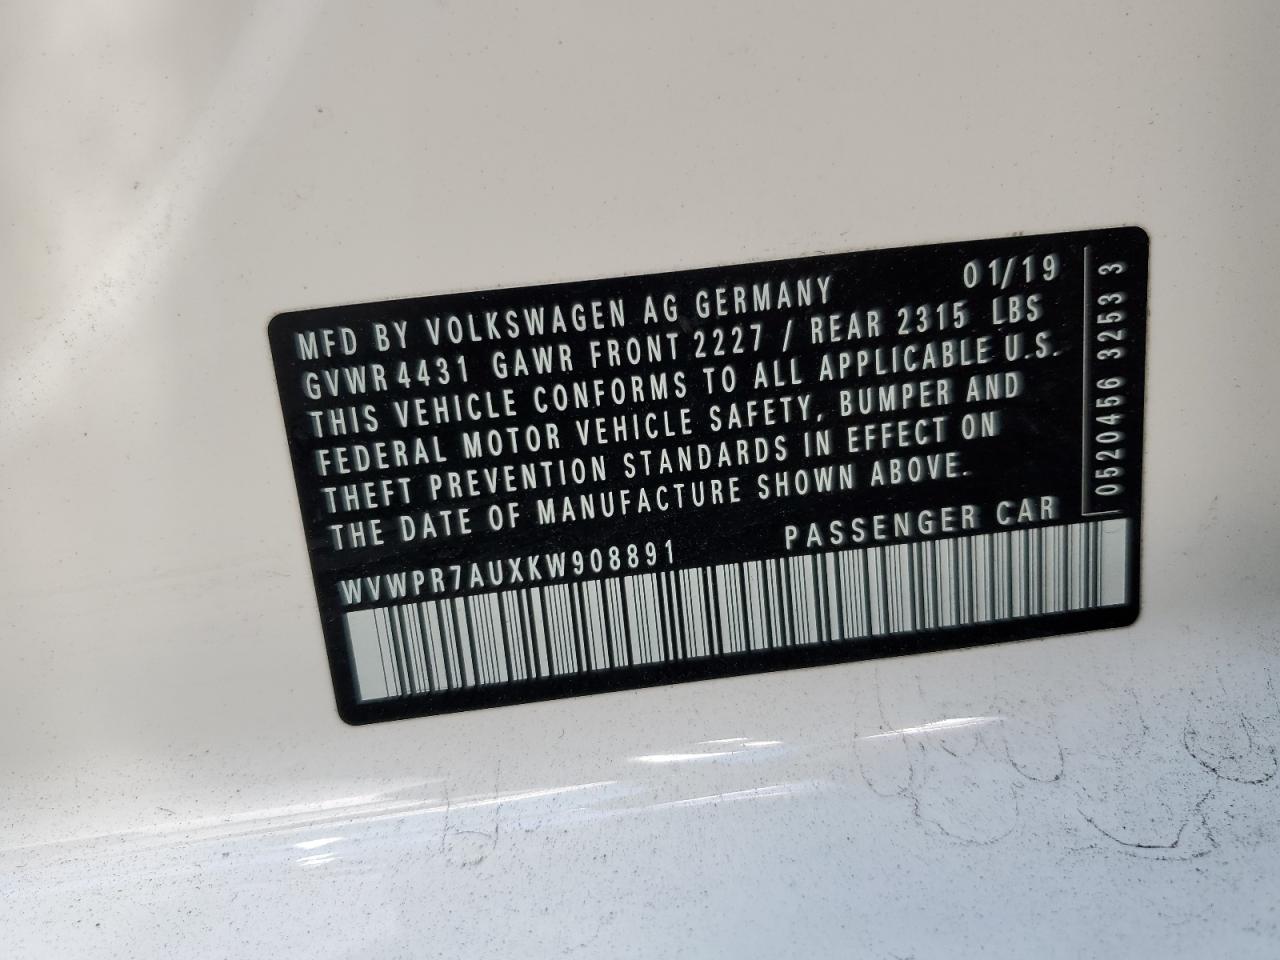 MFD BY VOLKSWAGEN AG GERMANY 01/19
GVWR 4431 GAWR FRONT 2227 / REAR 2315 LBS
THIS VEHICLE CONFORMS TO ALL APPLICABLE U.S.
FEDERAL MOTOR VEHICLE SAFETY, BUMPER AND
THEFT PREVENTION STANDARDS IN EFFECT ON
THE DATE OF MANUFACTURE SHOWN ABOVE.
WVWPR7AUXKW908891 PASSENGER CAR
0520456 3253 3